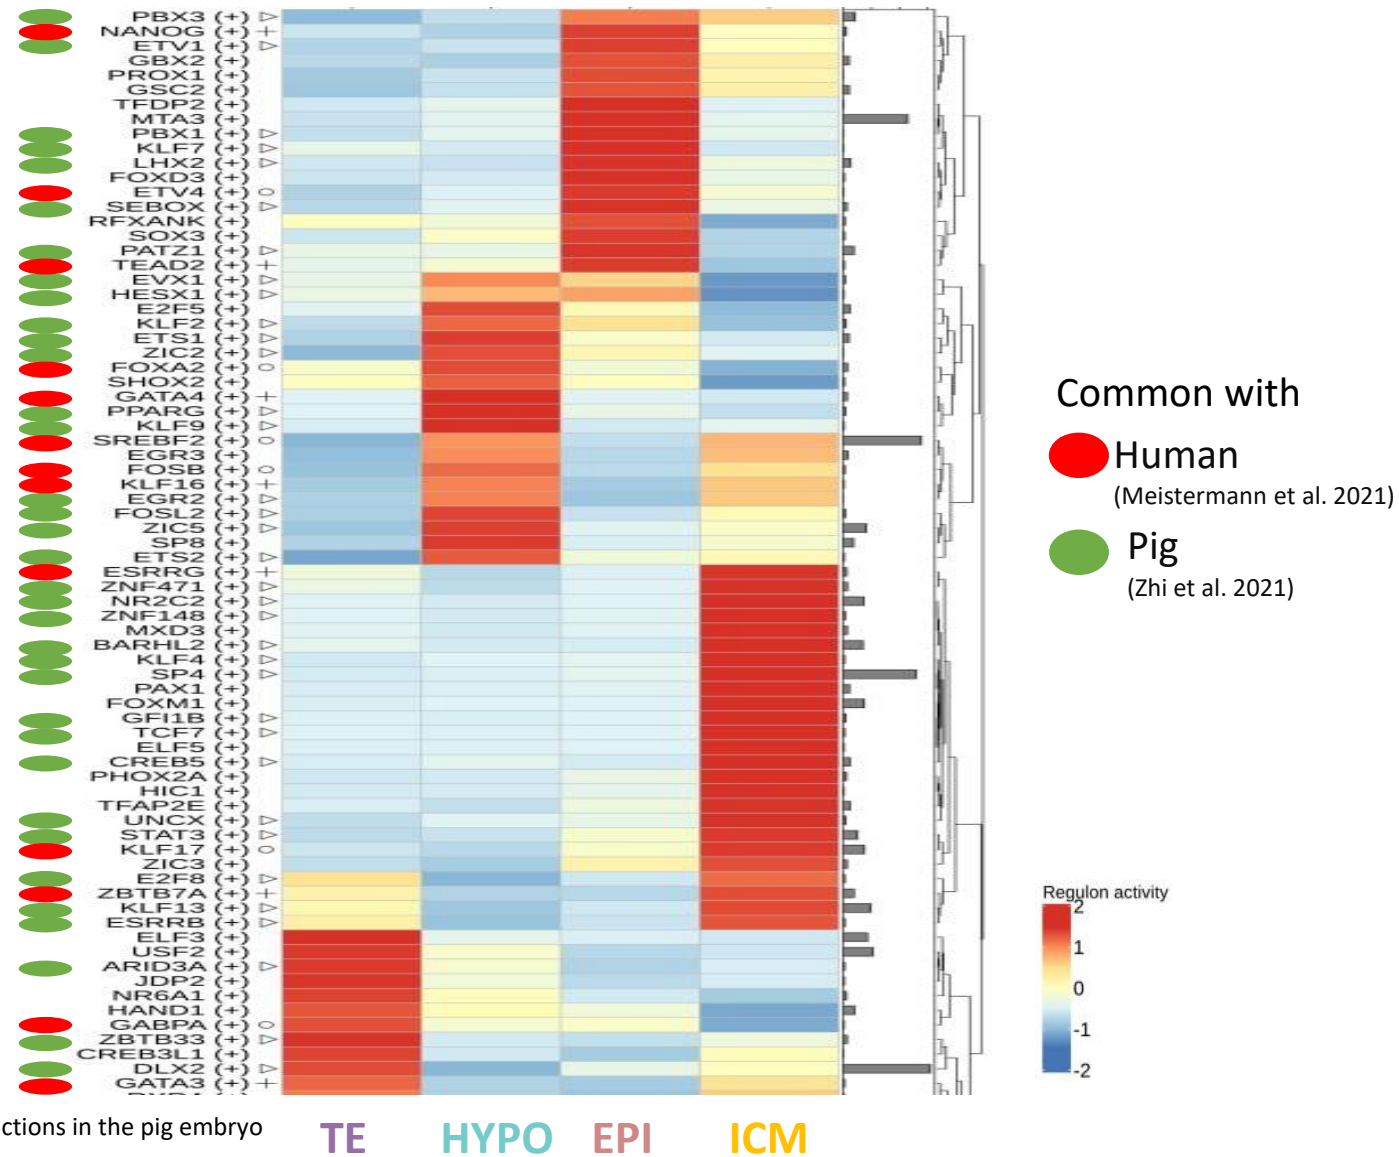 PBX3 (+) ▷
NANOG (+) +
ETV1 (+) ▷
GBX2 (+)
PROX1 (+)
GSC2 (+)
TFDP2 (+)
MTA3 (+)
PBX1 (+) ▷
KLF7 (+) ▷
LHX2 (+) ▷
FOXD3 (+)
ETV4 (+) ○
SEBOX (+) ▷
RFXANK (+)
SOX3 (+)
PATZ1 (+) ▷
TEAD2 (+) +
EVX1 (+) ▷
HESX1 (+) ▷
E2F5 (+)
KLF2 (+) ▷
ETS1 (+) ▷
ZIC2 (+) ▷
FOXA2 (+) ○
SHOX2 (+)
GATA4 (+) +
PPARG (+) ▷
KLF9 (+) ▷
SREBF2 (+) ○
EGR3 (+)
FOSB (+) ○
KLF16 (+) +
EGR2 (+) ▷
FOSL2 (+) ▷
ZIC5 (+) ▷
SP8 (+)
ETS2 (+) ▷
ESRRG (+) +
ZNF471 (+) ▷
NR2C2 (+) ▷
ZNF148 (+) ▷
MXD3 (+)
BARHL2 (+) ▷
KLF4 (+) ▷
SP4 (+) ▷
PAX1 (+)
FOXM1 (+)
GFI1B (+) ▷
TCF7 (+) ▷
ELF5 (+)
CREB5 (+) ▷
PHOX2A (+)
HIC1 (+)
TFAP2E (+)
UNCX (+) ▷
STAT3 (+) ▷
KLF17 (+) ○
ZIC3 (+)
E2F8 (+) ▷
ZBTB7A (+) +
KLF13 (+) ▷
ESRRB (+) ▷
ELF3 (+)
USF2 (+)
ARID3A (+) ▷
JDP2 (+)
NR6A1 (+)
HAND1 (+)
GABPA (+) ○
ZBTB33 (+) ▷
CREB3L1 (+)
DLX2 (+) ▷
GATA3 (+) +
Common with
Human
(Meistermann et al. 2021)
Pig
(Zhi et al. 2021)
Regulon activity
2
1
0
-1
-2
ctions in the pig embryo
TE HYPO EPI ICM